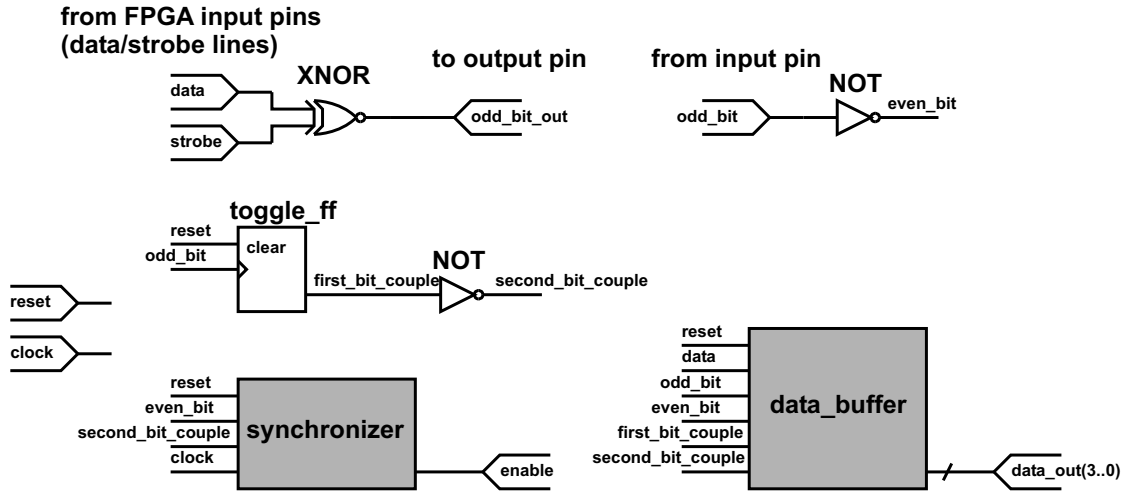 from FPGA input pins
(data/strobe lines)
XNOR
to output pin
from input pin
NOT
data
strobe
odd_bit_out
odd_bit
even_bit
toggle_ff
reset
odd_bit
clear
first_bit_couple
NOT
second_bit_couple
reset
clock
reset
even_bit
second_bit_couple
clock
synchronizer
enable
reset
data
odd_bit
even_bit
first_bit_couple
second_bit_couple
data_buffer
data_out(3..0)